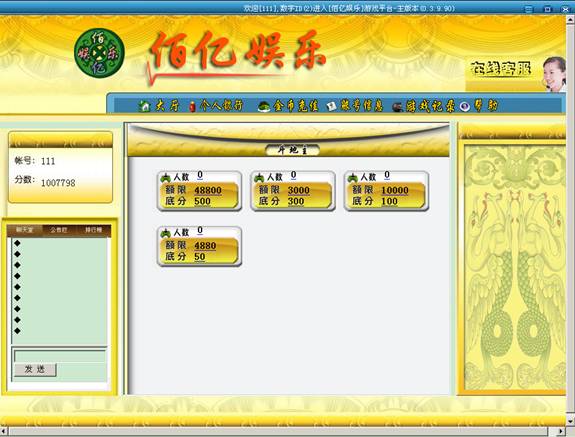 欢迎[111],数字ID(2)进入[佰亿娱乐]游戏平台-主版本(0.3.9.90)
佰
娱乐
亿
佰亿娱乐
在线客服
大厅 个人银行 金币充值 账号信息 游戏记录 帮助
斗地主
帐号: 111
分数: 1007798
人数 0
额限 48800
底分 500
人数 0
额限 3000
底分 300
人数 0
额限 10000
底分 100
人数 0
额限 4880
底分 50
聊天室 公告栏 排行榜
发送